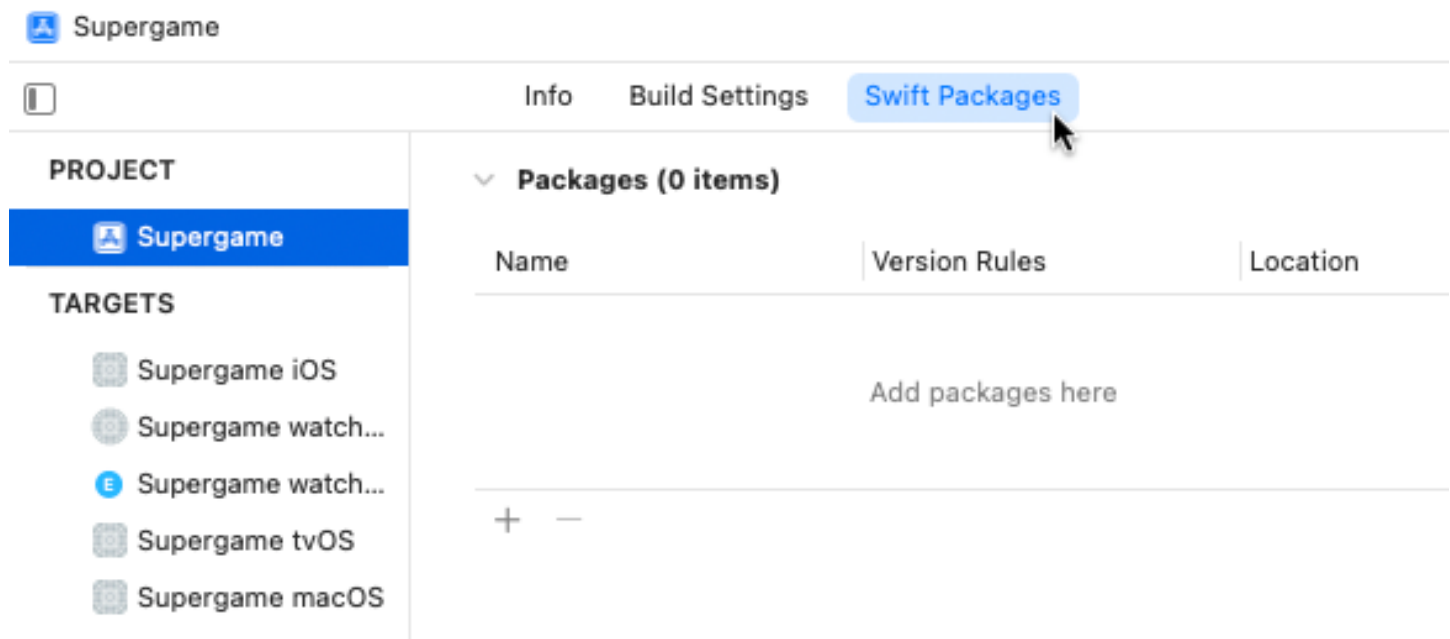 Supergame
Info Build Settings Swift Packages
PROJECT
Supergame
TARGETS
Supergame iOS
Supergame watch...
E Supergame watch...
Supergame tvOS
Supergame macOS
Packages (0 items)
Name Version Rules Location
Add packages here